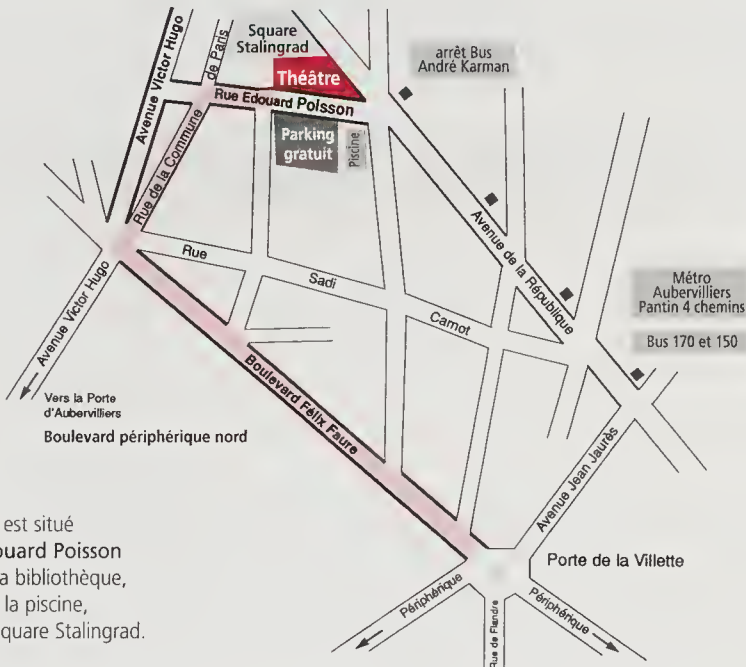 Square
Stalingrad
de Paris
Avenue Victor Hugo
Théâtre
Rue Edouard Poisson
Parking
gratuit
Piscine
arrêt Bus
André Karman
Rue de la Commune
Avenue de la République
Rue Sadi Carnot
Métro
Aubervilliers
Pantin 4 chemins
Bus 170 et 150
Avenue Victor Hugo
Vers la Porte
d'Aubervilliers
Boulevard périphérique nord
Boulevard Félix Faure
Avenue Jean Jaurès
est situé
ouard Poisson
a bibliothèque,
la piscine,
quare Stalingrad.
Porte de la Villette
Périphérique
Rue de Flandre
Périphérique